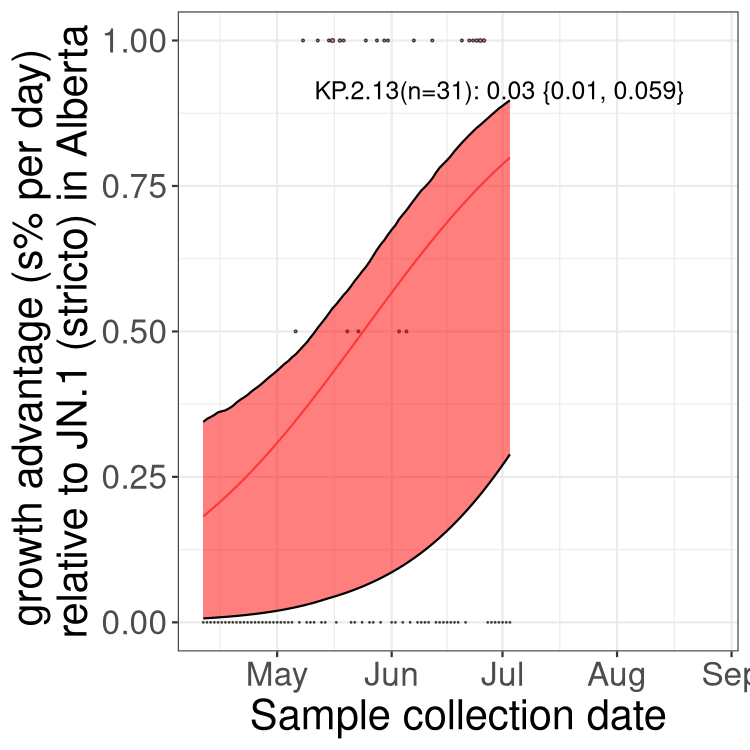 growth advantage (s% per day)
relative to JN.1 (stricto) in Alberta
1.00
0.75
0.50
0.25
0.00
KP.2.13(n=31): 0.03 {0.01, 0.059}
May Jun Jul Aug Sep
Sample collection date